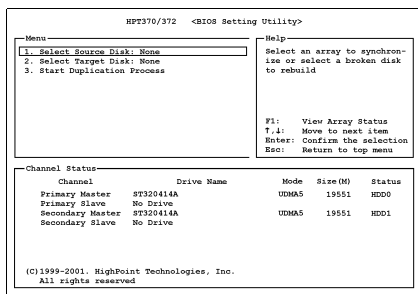 HPT370/372 <BIOS Setting Utility>
Menu
1. Select Source Disk: None
2. Select Target Disk: None
3. Start Duplication Process
Help
Select an array to synchron-
ize or select a broken disk
to rebuild
F1: View Array Status
↑,↓: Move to next item
Enter: Confirm the selection
Esc: Return to top menu
Channel Status
Channel Drive Name Mode Size(M) Status
Primary Master ST320414A UDMA5 19551 HDD0
Primary Slave No Drive
Secondary Master ST320414A UDMA5 19551 HDD1
Secondary Slave No Drive
(C)1999-2001. HighPoint Technologies, Inc.
All rights reserved